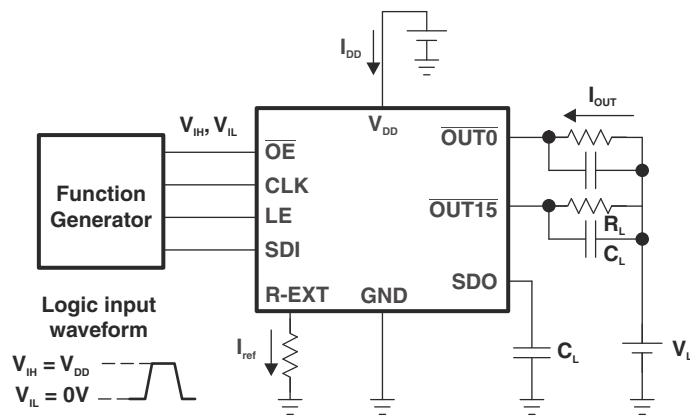 I_DD
I_OUT
V_IH, V_IL
V_DD
OUT0
OE
Function
Generator
CLK
LE
OUT15
R_L
SDI
C_L
SDO
R-EXT
GND
Logic input
waveform
I_ref
C_L
V_L
V_IH = V_DD
V_IL = 0V